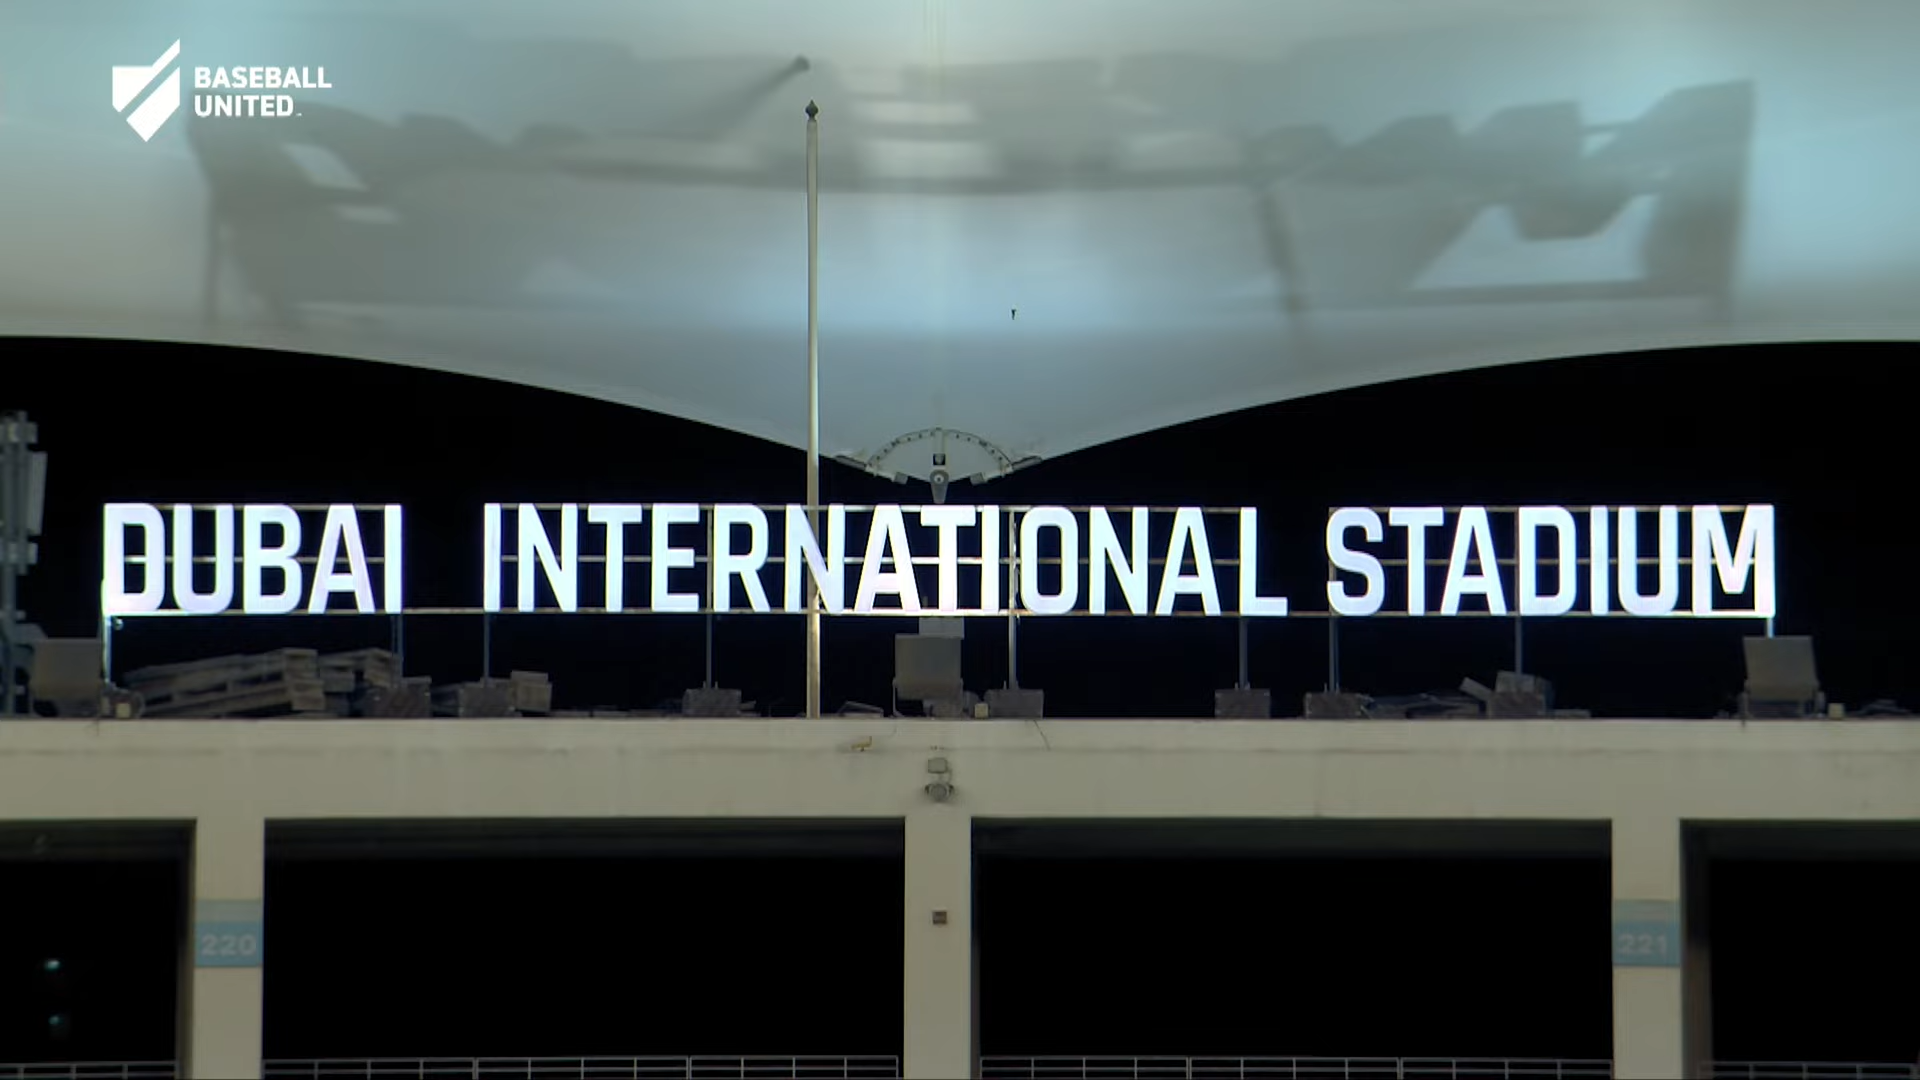 BASEBALL
UNITED
DUBAI INTERNATIONAL STADIUM
220
221